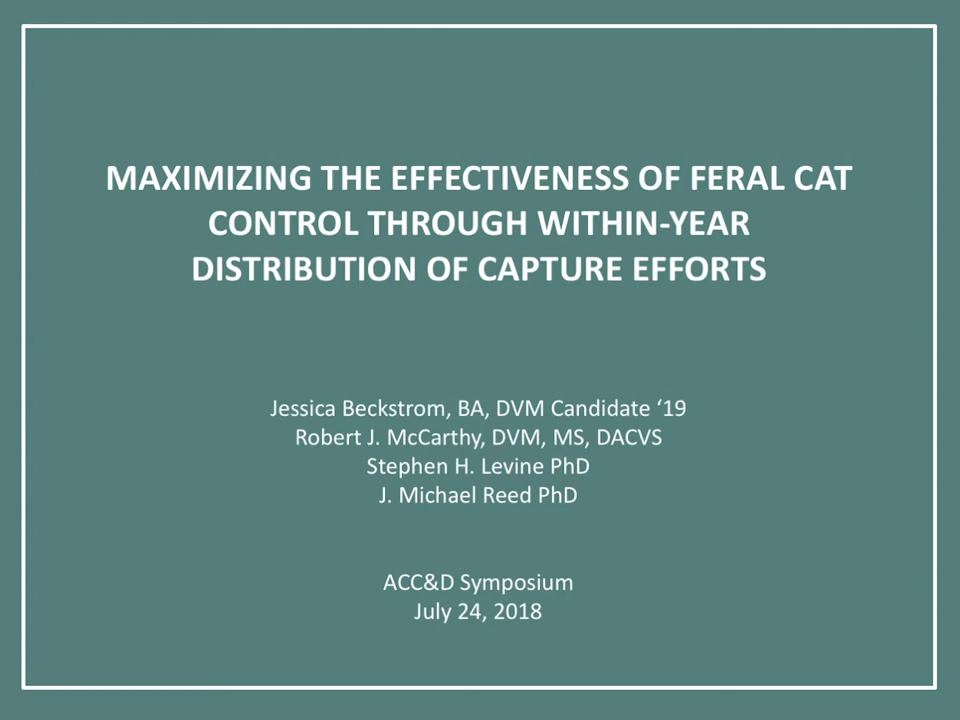 MAXIMIZING THE EFFECTIVENESS OF FERAL CAT
CONTROL THROUGH WITHIN-YEAR
DISTRIBUTION OF CAPTURE EFFORTS
Jessica Beckstrom, BA, DVM Candidate ‘19
Robert J. McCarthy, DVM, MS, DACVS
Stephen H. Levine PhD
J. Michael Reed PhD
ACC&D Symposium
July 24, 2018